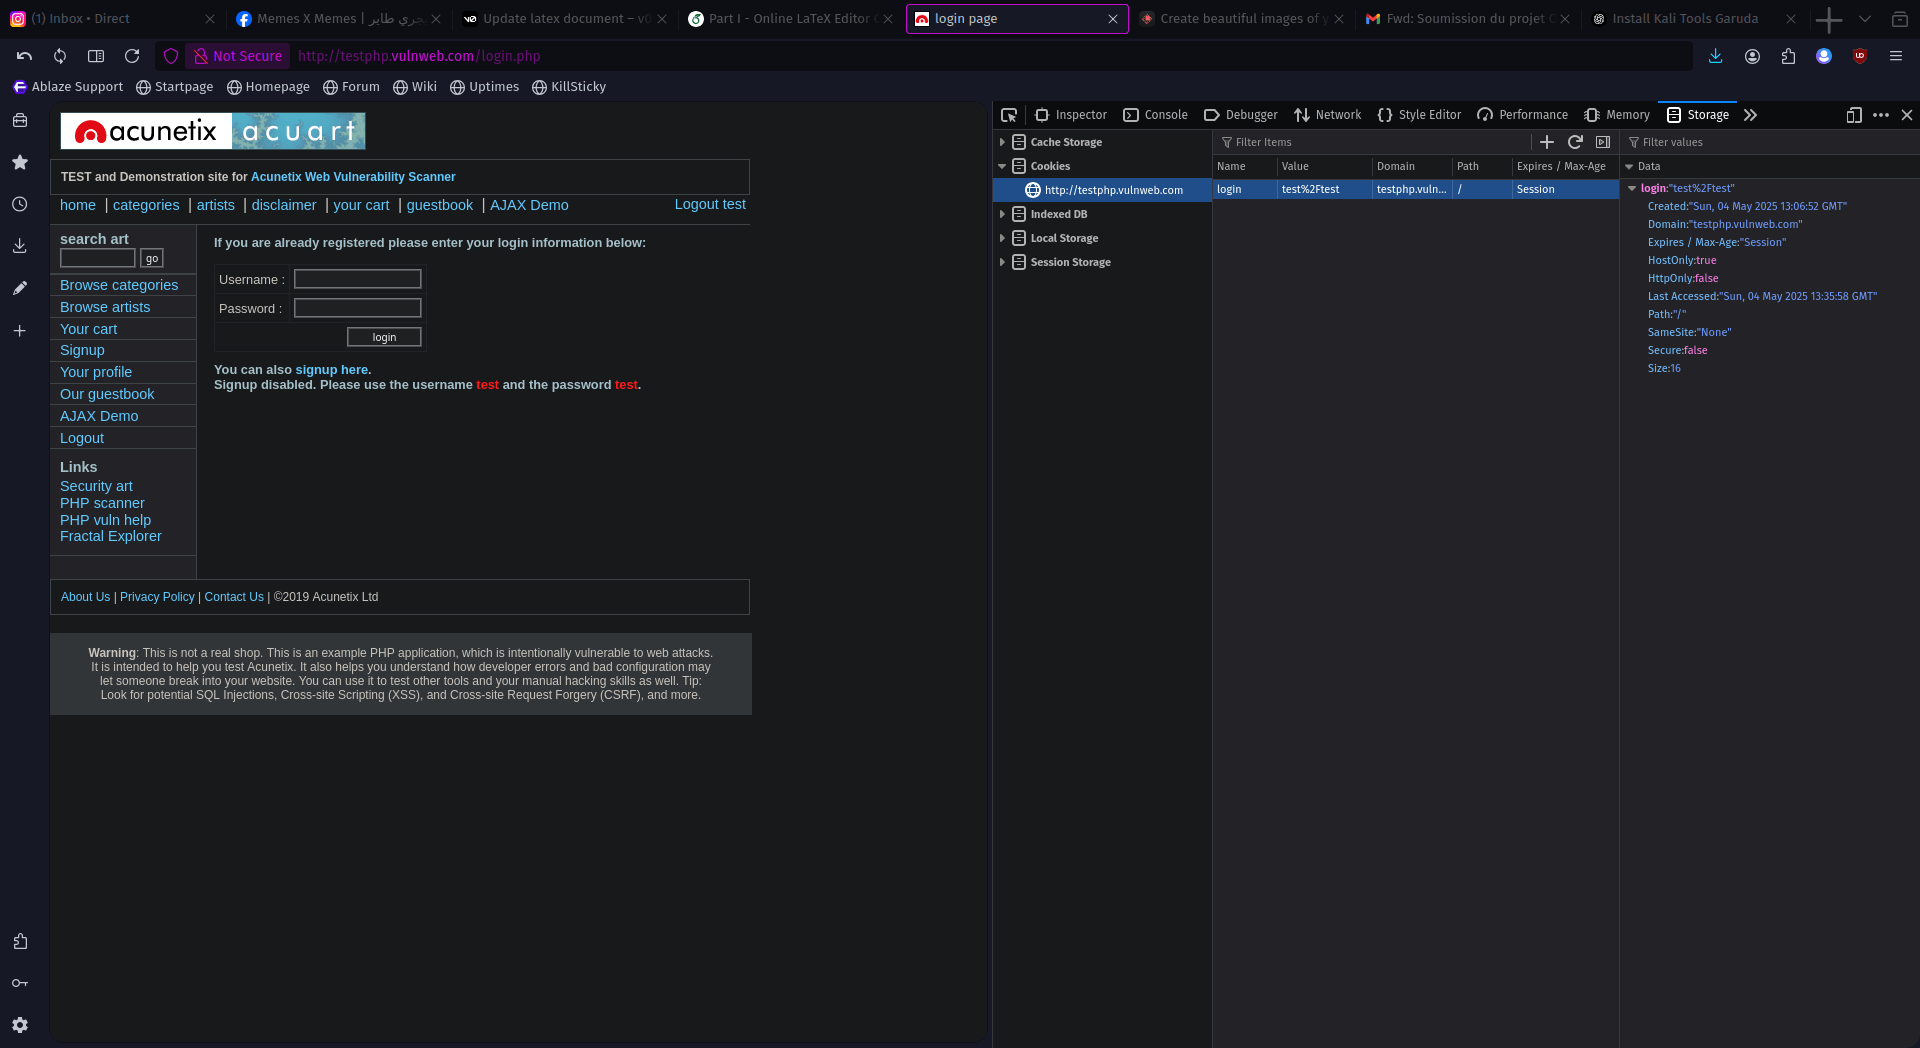 (1) Inbox • Direct
Memes X Memes | جري طاير
Update latex document – v0
Part I - Online LaTeX Editor
login page
Create beautiful images of y
Fwd: Soumission du projet
Install Kali Tools Garuda
Not Secure
http://testphp.vulnweb.com/login.php
Ablaze Support
Startpage
Homepage
Forum
Wiki
Uptimes
KillSticky
acunetix acuart
TEST and Demonstration site for Acunetix Web Vulnerability Scanner
home | categories | artists | disclaimer | your cart | guestbook | AJAX Demo
Logout test
search art
go
Browse categories
Browse artists
Your cart
Signup
Your profile
Our guestbook
AJAX Demo
Logout
Links
Security art
PHP scanner
PHP vuln help
Fractal Explorer
If you are already registered please enter your login information below:
Username :
Password :
login
You can also signup here.
Signup disabled. Please use the username test and the password test.
About Us | Privacy Policy | Contact Us | ©2019 Acunetix Ltd
Warning: This is not a real shop. This is an example PHP application, which is intentionally vulnerable to web attacks.
It is intended to help you test Acunetix. It also helps you understand how developer errors and bad configuration may
let someone break into your website. You can use it to test other tools and your manual hacking skills as well. Tip:
Look for potential SQL Injections, Cross-site Scripting (XSS), and Cross-site Request Forgery (CSRF), and more.
Inspector
Console
Debugger
Network
Style Editor
Performance
Memory
Storage
Cache Storage
Cookies
http://testphp.vulnweb.com
Indexed DB
Local Storage
Session Storage
Filter Items
Name Value Domain Path Expires / Max-Age
login test%2Ftest testphp.vuln... / Session
Filter values
Data
login:"test%2Ftest"
Created:"Sun, 04 May 2025 13:06:52 GMT"
Domain:"testphp.vulnweb.com"
Expires / Max-Age:"Session"
HostOnly:true
HttpOnly:false
Last Accessed:"Sun, 04 May 2025 13:35:58 GMT"
Path:"/"
SameSite:"None"
Secure:false
Size:16